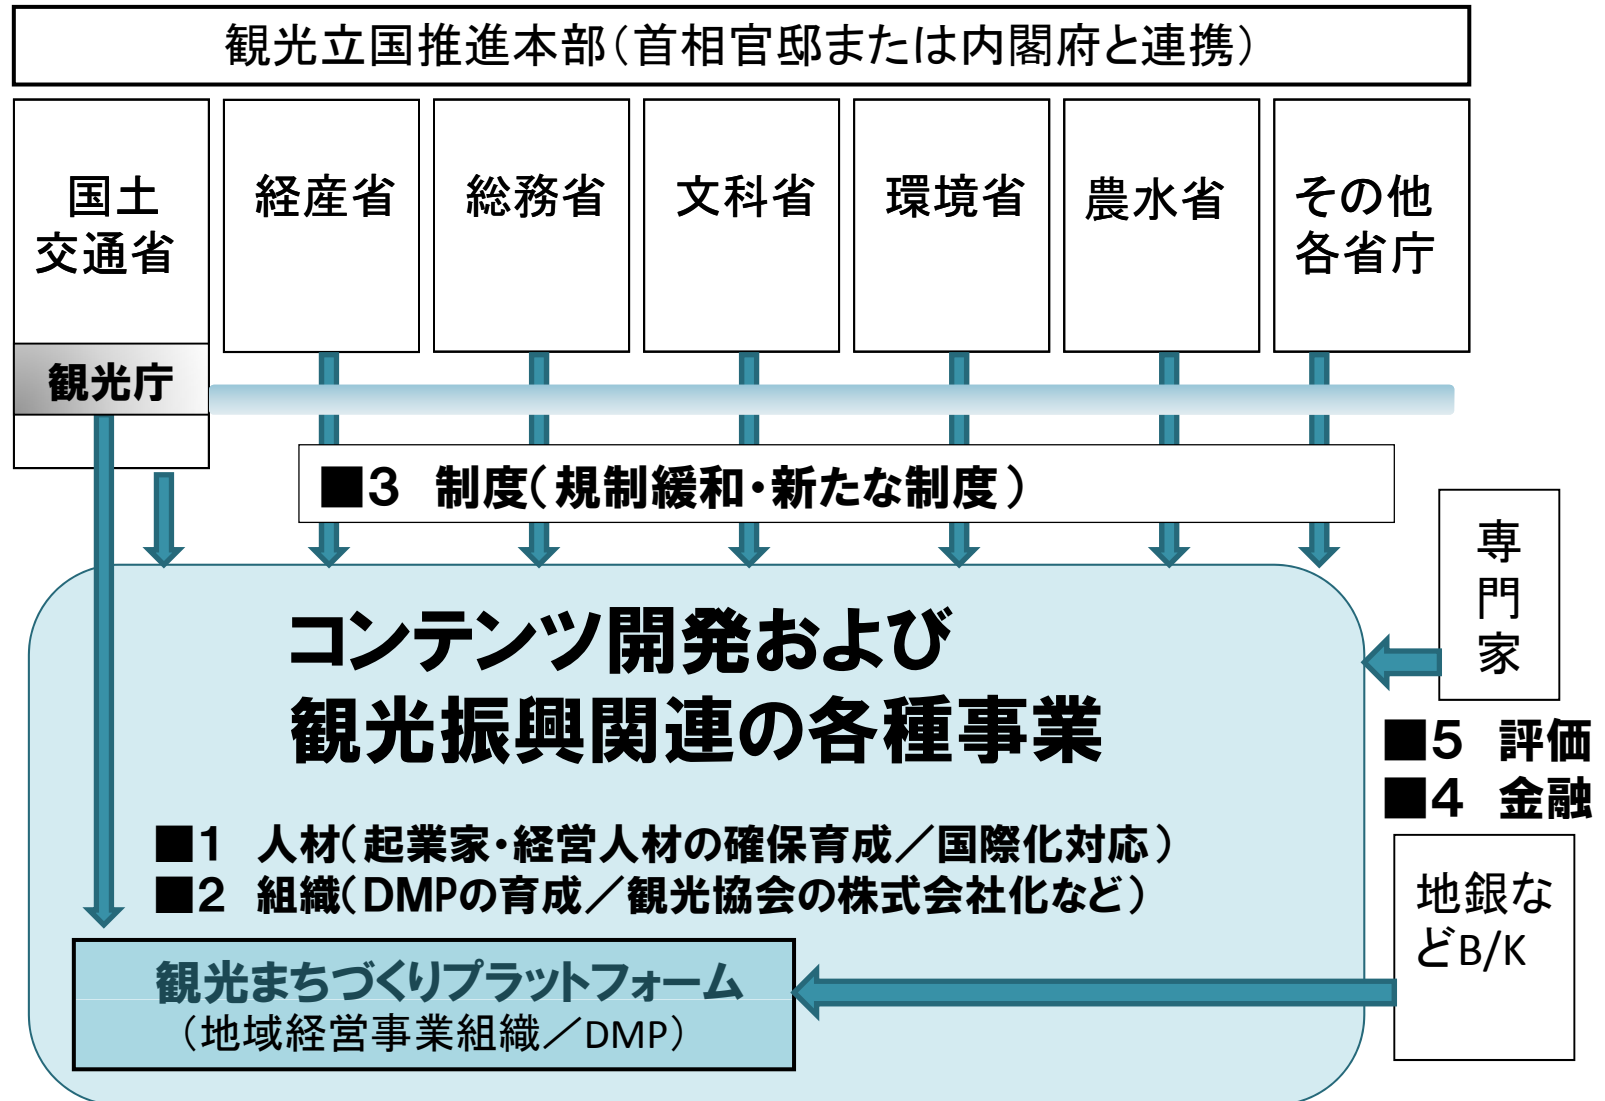 観光立国推進本部(首相官邸または内閣府と連携)
国土
交通省
経産省
総務省
文科省
環境省
農水省
その他
各省庁
観光庁
■3 制度(規制緩和・新たな制度)
専
門
家
コンテンツ開発および
観光振興関連の各種事業
■5 評価
■4 金融
■1 人材(起業家・経営人材の確保育成/国際化対応)
■2 組織(DMPの育成/観光協会の株式会社化など)
地銀な
どB/K
観光まちづくりプラットフォーム
(地域経営事業組織/DMP)